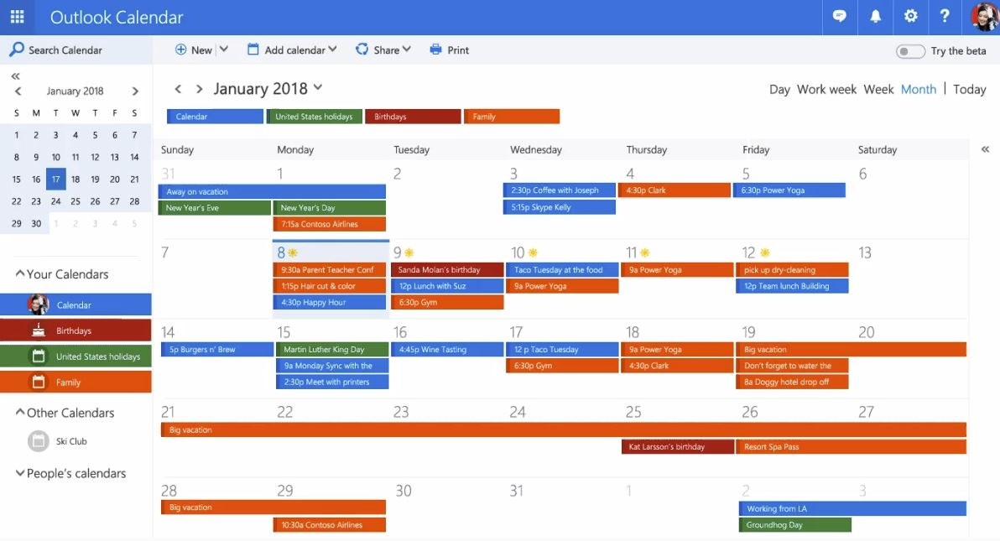 Outlook Calendar
Search Calendar
New
Add calendar
Share
Print
Try the beta
January 2018
S M T W T F S
1 2 3 4 5 6 7
8 9 10 11 12 13 14
15 16 17 18 19 20 21
22 23 24 25 26 27 28
29 30 1 2 3 4 5
Your Calendars
Calendar
Birthdays
United States holidays
Family
Other Calendars
Ski Club
People's calendars
January 2018
Day Work week Week Month | Today
Calendar
United States holidays
Birthdays
Family
Sunday Monday Tuesday Wednesday Thursday Friday Saturday
31 1 2 3 4 5 6
Away on vacation
2:30p Coffee with Joseph
4:30p Clark
6:30p Power Yoga
New Year's Eve
New Year's Day
5:15p Skype Kelly
7:15a Contoso Airlines
7 8 9 10 11 12 13
9:30a Parent Teacher Conf
Sanda Molan's birthday
Taco Tuesday at the food
9a Power Yoga
pick up dry-cleaning
1:15p Hair cut & color
12p Lunch with Suz
9a Power Yoga
12p Team lunch Building
4:30p Happy Hour
6:30p Gym
14 15 16 17 18 19 20
5p Burgers n' Brew
Martin Luther King Day
4:45p Wine Tasting
12 p Taco Tuesday
9a Power Yoga
Big vacation
9a Monday Sync with the
6:30p Gym
4:30p Clark
Don't forget to water the
2:30p Meet with printers
8a Doggy hotel drop off
21 22 23 24 25 26 27
Big vacation
Kat Larsson's birthday
Resort Spa Pass
28 29 30 31 1 2 3
Big vacation
Working from LA
10:30a Contoso Airlines
Groundhog Day